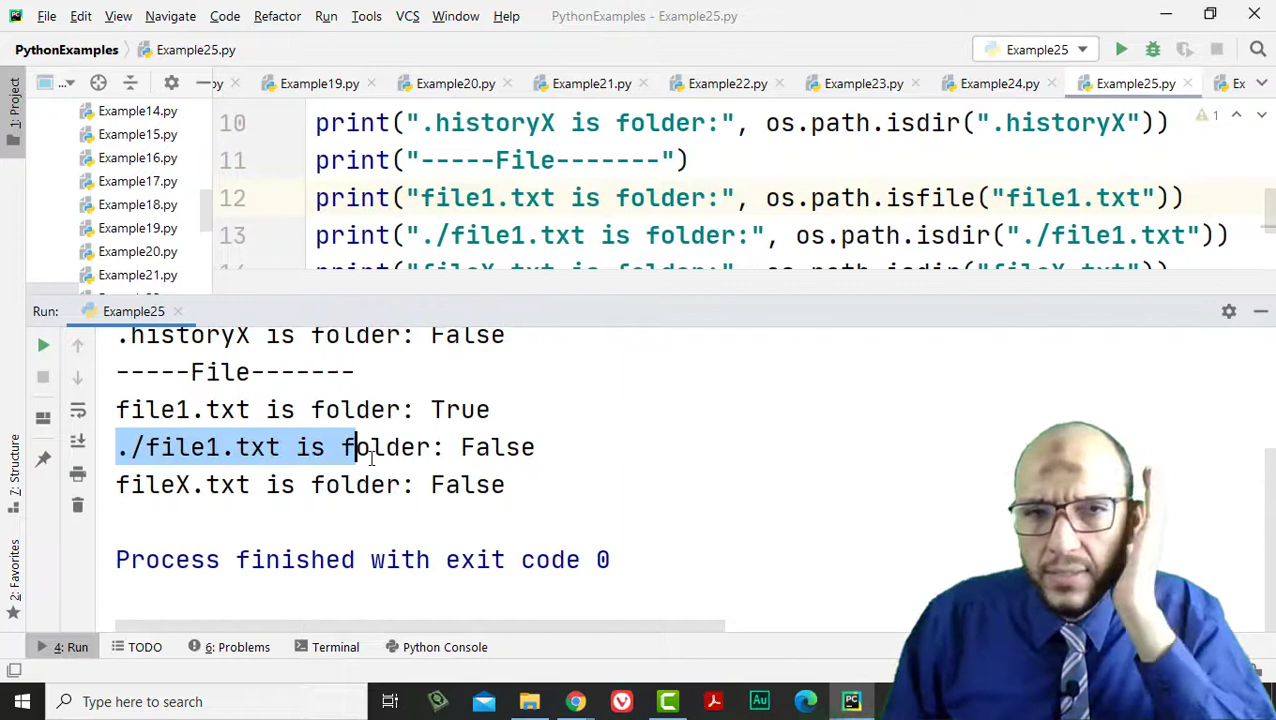 File Edit View Navigate Code Refactor Run Tools VCS Window Help PythonExamples - Example25.py
PythonExamples Example25.py Example25
1: Project
...
py Example19.py Example20.py Example21.py Example22.py Example23.py Example24.py Example25.py Ex
Example14.py
Example15.py
Example16.py
Example17.py
Example18.py
Example19.py
Example20.py
Example21.py
10 print(".historyX is folder:", os.path.isdir(".historyX"))
11 print("-----File-------")
12 print("file1.txt is folder:", os.path.isfile("file1.txt"))
13 print("./file1.txt is folder:", os.path.isdir("./file1.txt"))
print("fileX.txt is folder:", os.path.isdir("fileX.txt"))
1
Run: Example25
.historyX is folder: False
-----File-------
file1.txt is folder: True
./file1.txt is folder: False
fileX.txt is folder: False
Process finished with exit code 0
7: Structure
2: Favorites
4: Run TODO 6: Problems Terminal Python Console
Type here to search
Au
PC